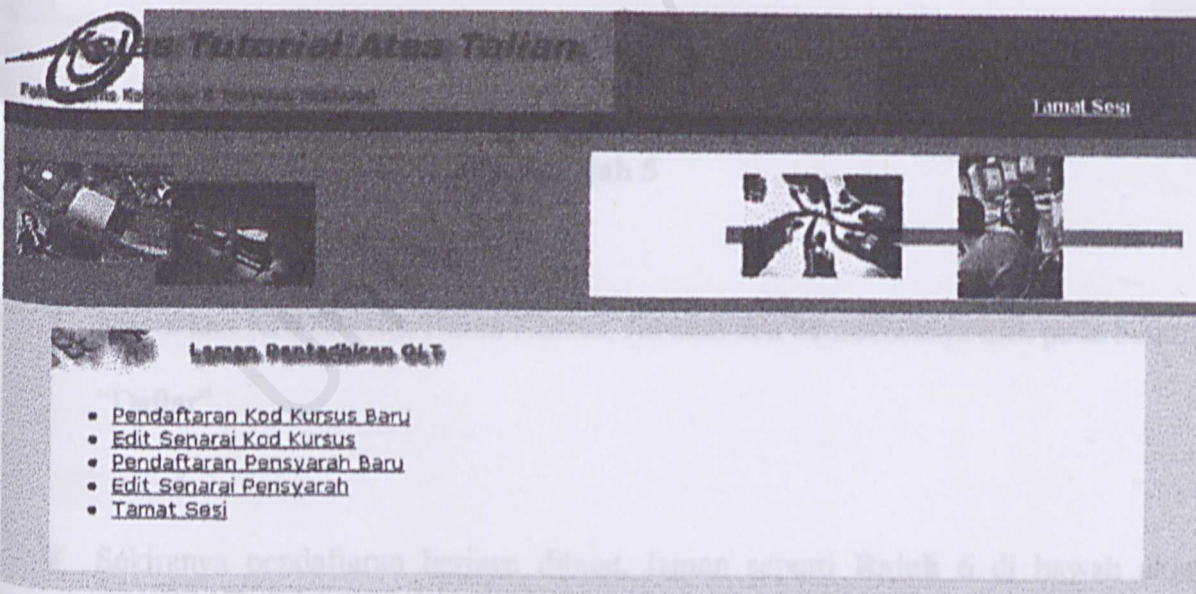 Kelas Tutorial Atas Talian
Tamat Sesi
Laman Pentadbiran OLT
• Pendaftaran Kod Kursus Baru
• Edit Senarai Kod Kursus
• Pendaftaran Pensyarah Baru
• Edit Senarai Pensyarah
• Tamat Sesi
"Daftar"
Sekiranya pendaftaran berjaya dibuat, laman seperti Rajah 6 di bawah